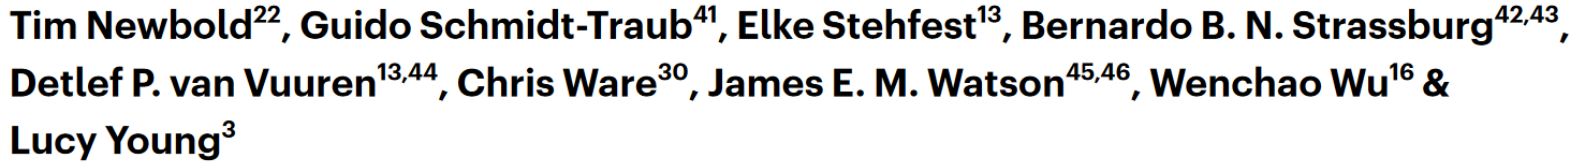 Tim Newbold22, Guido Schmidt-Traub41, Elke Stehfest13, Bernardo B. N. Strassburg42,43,
Detlef P. van Vuuren13,44, Chris Ware30, James E. M. Watson45,46, Wenchao Wu16 &
Lucy Young3